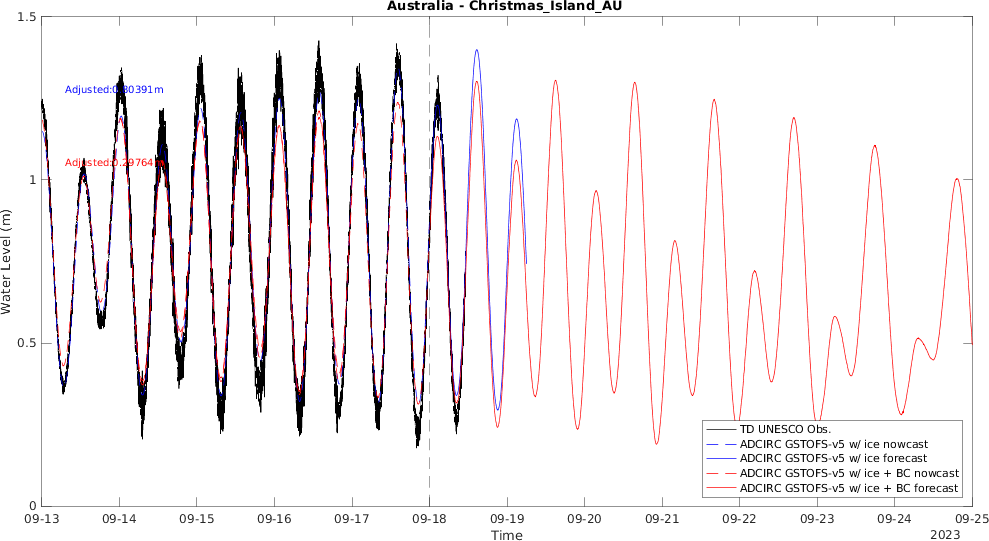 Australia - Christmas_Island_AU
1.5
Adjusted:0.30391m
Adjusted:0.29764m
1
Water Level (m)
0.5
0
TD UNESCO Obs.
ADCIRC GSTOFS-v5 w/ ice nowcast
ADCIRC GSTOFS-v5 w/ ice forecast
ADCIRC GSTOFS-v5 w/ ice + BC nowcast
ADCIRC GSTOFS-v5 w/ ice + BC forecast
09-13 09-14 09-15 09-16 09-17 09-18 09-19 09-20 09-21 09-22 09-23 09-24 09-25
Time
2023